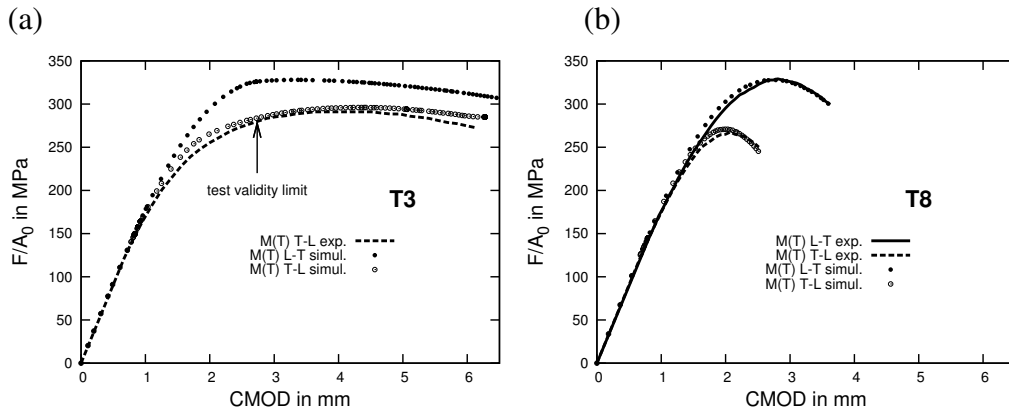 (a)
(b)
F/A0 in MPa
350
300
250
200
150
100
50
0
0 1 2 3 4 5 6
CMOD in mm
test validity limit
T3
M(T) T-L exp.
M(T) L-T simul.
M(T) T-L simul.
F/A0 in MPa
350
300
250
200
150
100
50
0
0 1 2 3 4 5 6
CMOD in mm
T8
M(T) L-T exp.
M(T) T-L exp.
M(T) L-T simul.
M(T) T-L simul.